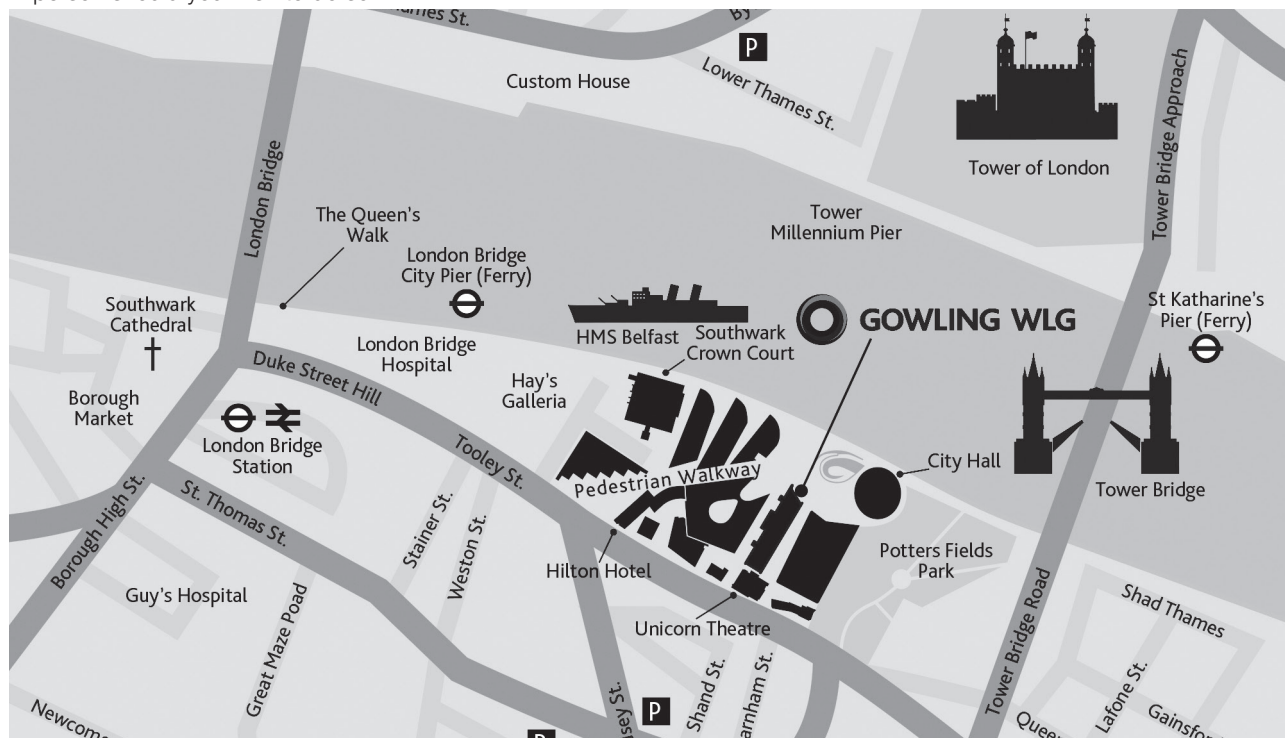 P
Custom House
Lower Thames St.
Tower of London
Tower Bridge Approach
London Bridge
The Queen's
Walk
London Bridge
City Pier (Ferry)
Tower
Millennium Pier
Southwark
Cathedral
HMS Belfast
Southwark
Crown Court
GOWLING WLG
St Katharine's
Pier (Ferry)
London Bridge
Hospital
Duke Street Hill
Hay's
Galleria
Borough
Market
London Bridge
Station
Tooley St.
Pedestrian Walkway
City Hall
Tower Bridge
Borough High St.
St. Thomas St.
Stainer St.
Weston St.
Hilton Hotel
Potters Fields
Park
Guy's Hospital
Great Maze Poad
Unicorn Theatre
Tower Bridge Road
Shad Thames
Shand St.
P
Lafone St.